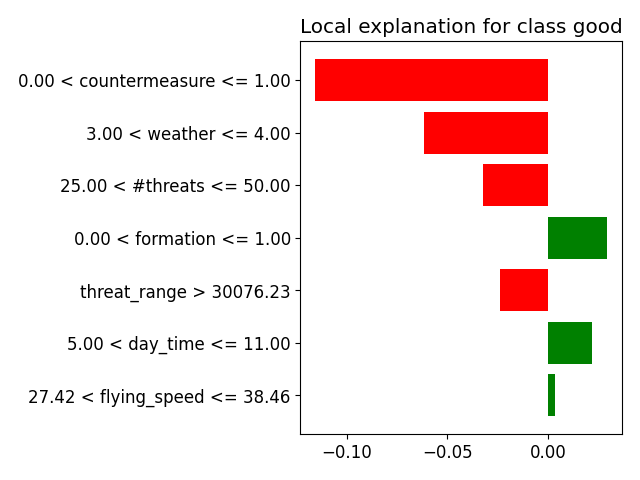 Local explanation for class good
0.00 < countermeasure <= 1.00
3.00 < weather <= 4.00
25.00 < #threats <= 50.00
0.00 < formation <= 1.00
threat_range > 30076.23
5.00 < day_time <= 11.00
27.42 < flying_speed <= 38.46
−0.10 −0.05 0.00